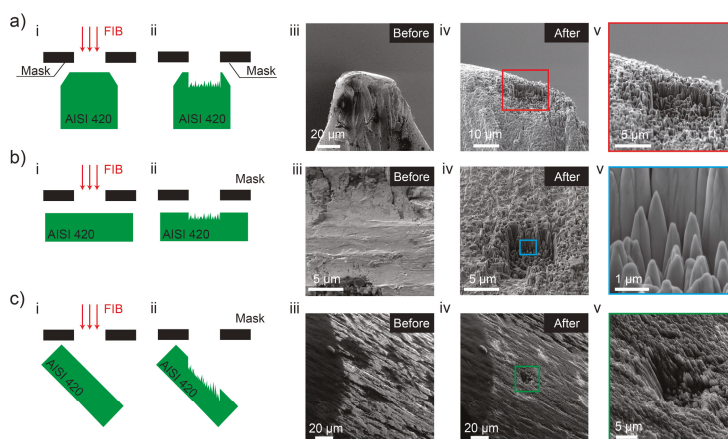 a) i ii iii iv v
FIB Before After
Mask Mask
AISI 420 AISI 420
20 µm 10 µm 5 µm
b) i ii iii iv v
FIB Mask Before After
AISI 420 AISI 420
5 µm 5 µm 1 µm
c) i ii iii iv v
FIB Mask Before After
AISI 420 AISI 420
20 µm 20 µm 5 µm